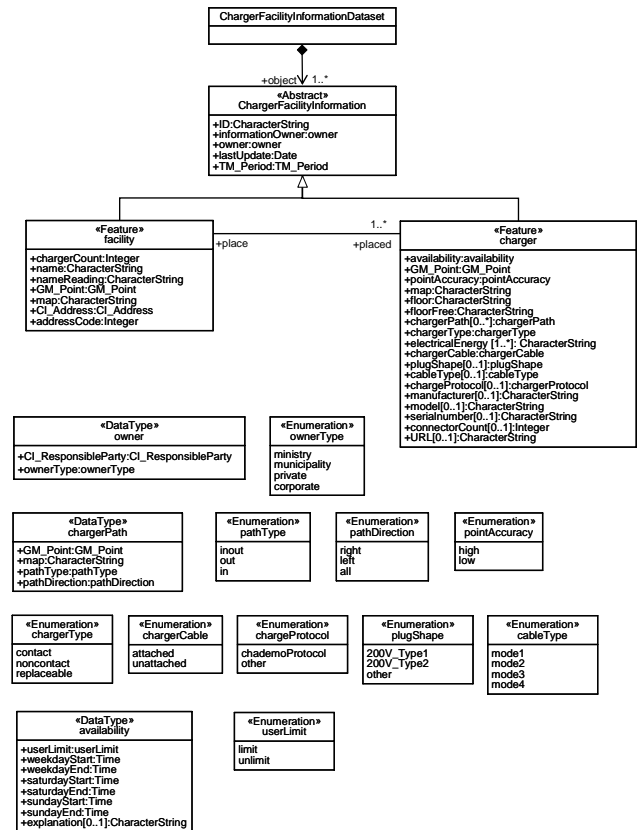 ChargerFacilityInformationDataset
+object 1..*
«Abstract»
ChargerFacilityInformation
+ID:CharacterString
+informationOwner:owner
+owner:owner
+lastUpdate:Date
+TM_Period:TM_Period
«Feature»
facility
+chargerCount:Integer
+name:CharacterString
+nameReading:CharacterString
+GM_Point:GM_Point
+map:CharacterString
+CI_Address:CI_Address
+addressCode:Integer
+place
1..*
+placed
«Feature»
charger
+availability:availability
+GM_Point:GM_Point
+pointAccuracy:pointAccuracy
+map:CharacterString
+floor:CharacterString
+floorFree:CharacterString
+chargerPath[0..*]:chargerPath
+chargerType:chargerType
+electricalEnergy [1..*]: CharacterString
+chargerCable:chargerCable
+plugShape[0..1]:plugShape
+cableType[0..1]:cableType
+chargeProtocol[0..1]:chargerProtocol
+manufacturer[0..1]:CharacterString
+model[0..1]:CharacterString
+serialnumber[0..1]:CharacterString
+connectorCount[0..1]:Integer
+URL[0..1]:CharacterString
«DataType»
owner
+CI_ResponsibleParty:CI_ResponsibleParty
+ownerType:ownerType
«Enumeration»
ownerType
ministry
municipality
private
corporate
«DataType»
chargerPath
+GM_Point:GM_Point
+map:CharacterString
+pathType:pathType
+pathDirection:pathDirection
«Enumeration»
pathType
inout
out
in
«Enumeration»
pathDirection
right
left
all
«Enumeration»
pointAccuracy
high
low
«Enumeration»
chargerType
contact
noncontact
replaceable
«Enumeration»
chargerCable
attached
unattached
«Enumeration»
chargeProtocol
chademoProtocol
other
«Enumeration»
plugShape
200V_Type1
200V_Type2
other
«Enumeration»
cableType
mode1
mode2
mode3
mode4
«DataType»
availability
+userLimit:userLimit
+weekdayStart:Time
+weekdayEnd:Time
+saturdayStart:Time
+saturdayEnd:Time
+sundayStart:Time
+sundayEnd:Time
+explanation[0..1]:CharacterString
«Enumeration»
userLimit
limit
unlimit